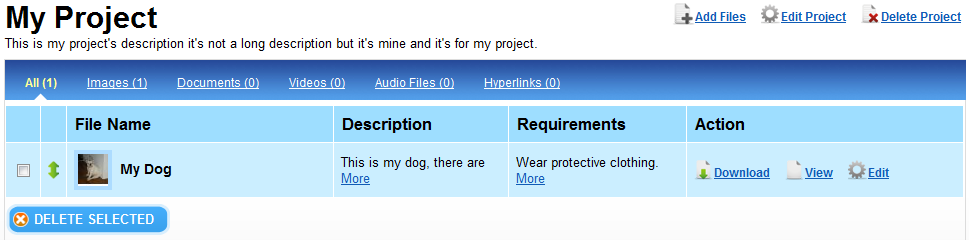 My Project
Add Files Edit Project Delete Project
This is my project's description it's not a long description but it's mine and it's for my project.
All (1) Images (1) Documents (0) Videos (0) Audio Files (0) Hyperlinks (0)
File Name Description Requirements Action
My Dog
This is my dog, there are
More
Wear protective clothing.
More
Download View Edit
DELETE SELECTED